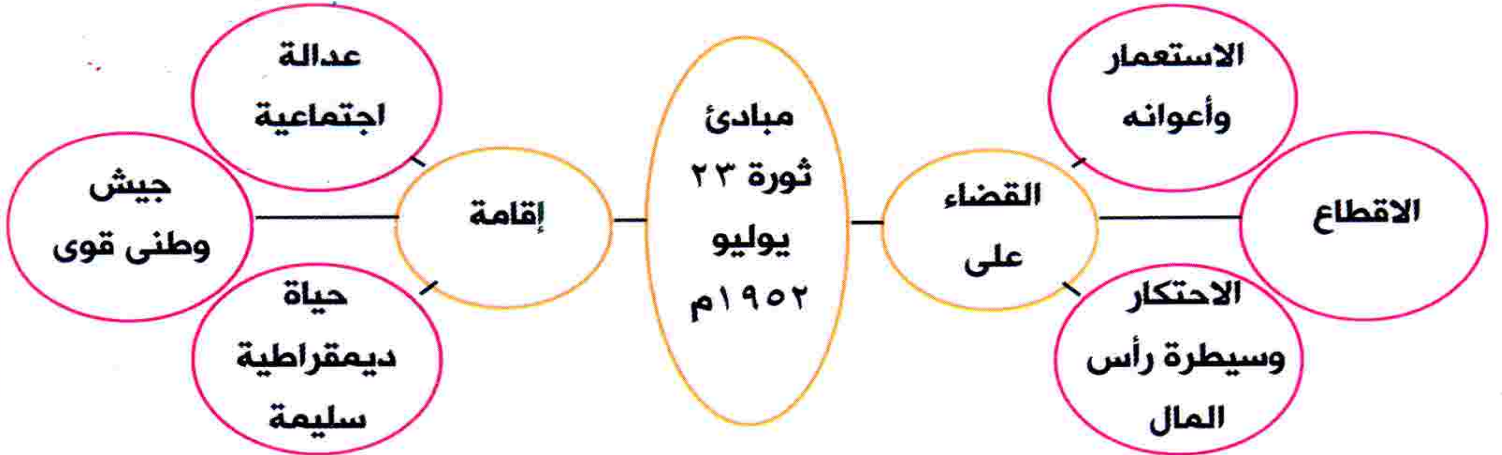 مبادئ
ثورة ٢٣
يوليو
١٩٥٢م
القضاء
على
الاستعمار
وأعوانه
الاقطاع
الاحتكار
وسيطرة رأس
المال
إقامة
عدالة
اجتماعية
جيش
وطنى قوى
حياة
ديمقراطية
سليمة